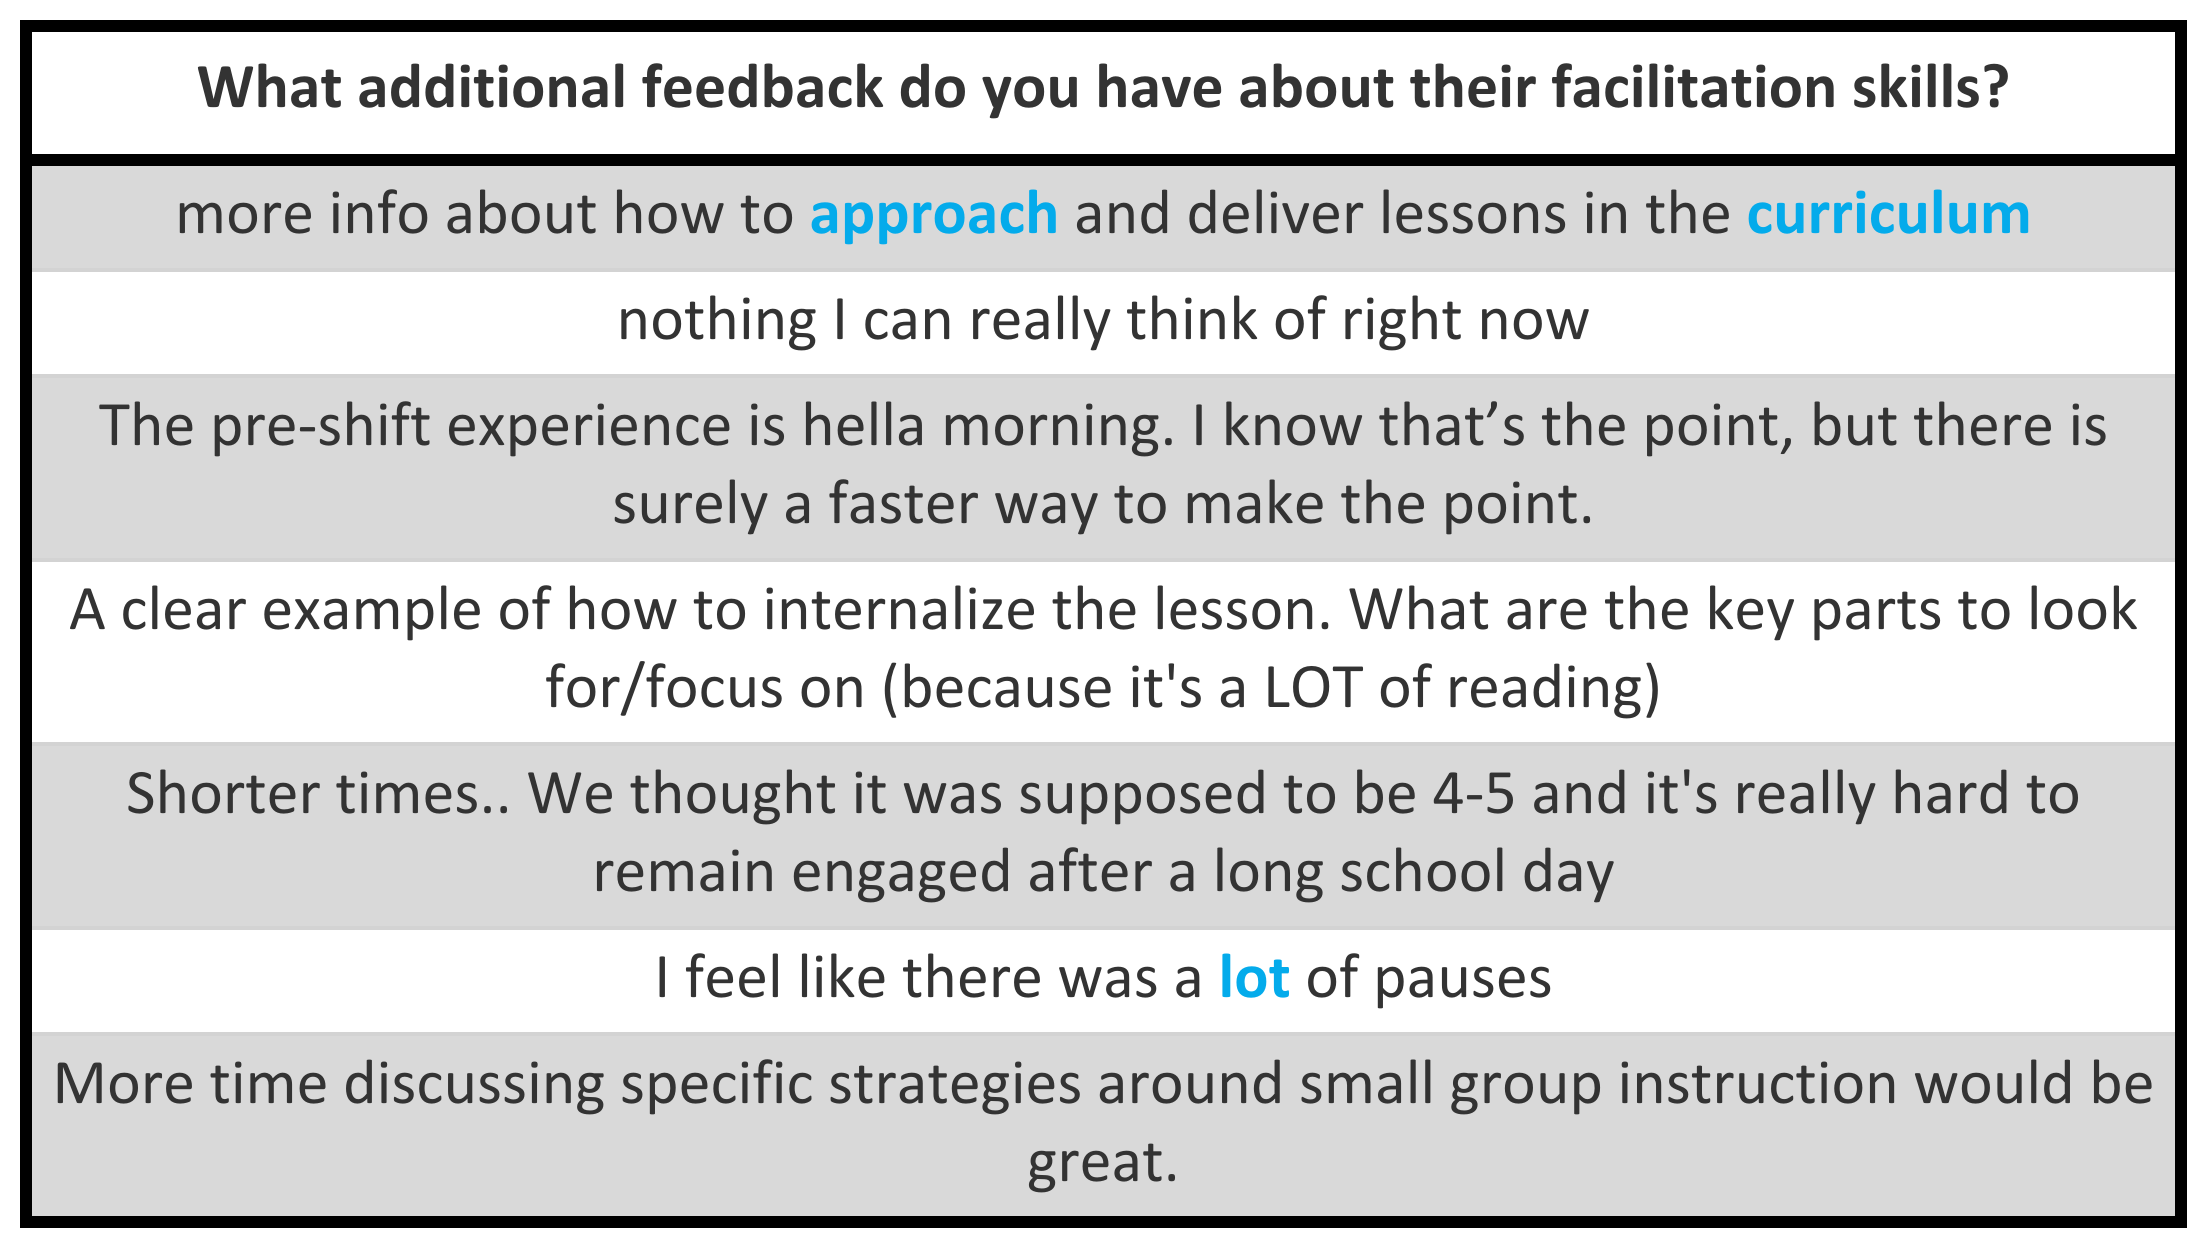 What additional feedback do you have about their facilitation skills?
more info about how to approach and deliver lessons in the curriculum
nothing I can really think of right now
The pre-shift experience is hella morning. I know that’s the point, but there is
surely a faster way to make the point.
A clear example of how to internalize the lesson. What are the key parts to look
for/focus on (because it's a LOT of reading)
Shorter times.. We thought it was supposed to be 4-5 and it's really hard to
remain engaged after a long school day
I feel like there was a lot of pauses
More time discussing specific strategies around small group instruction would be
great.